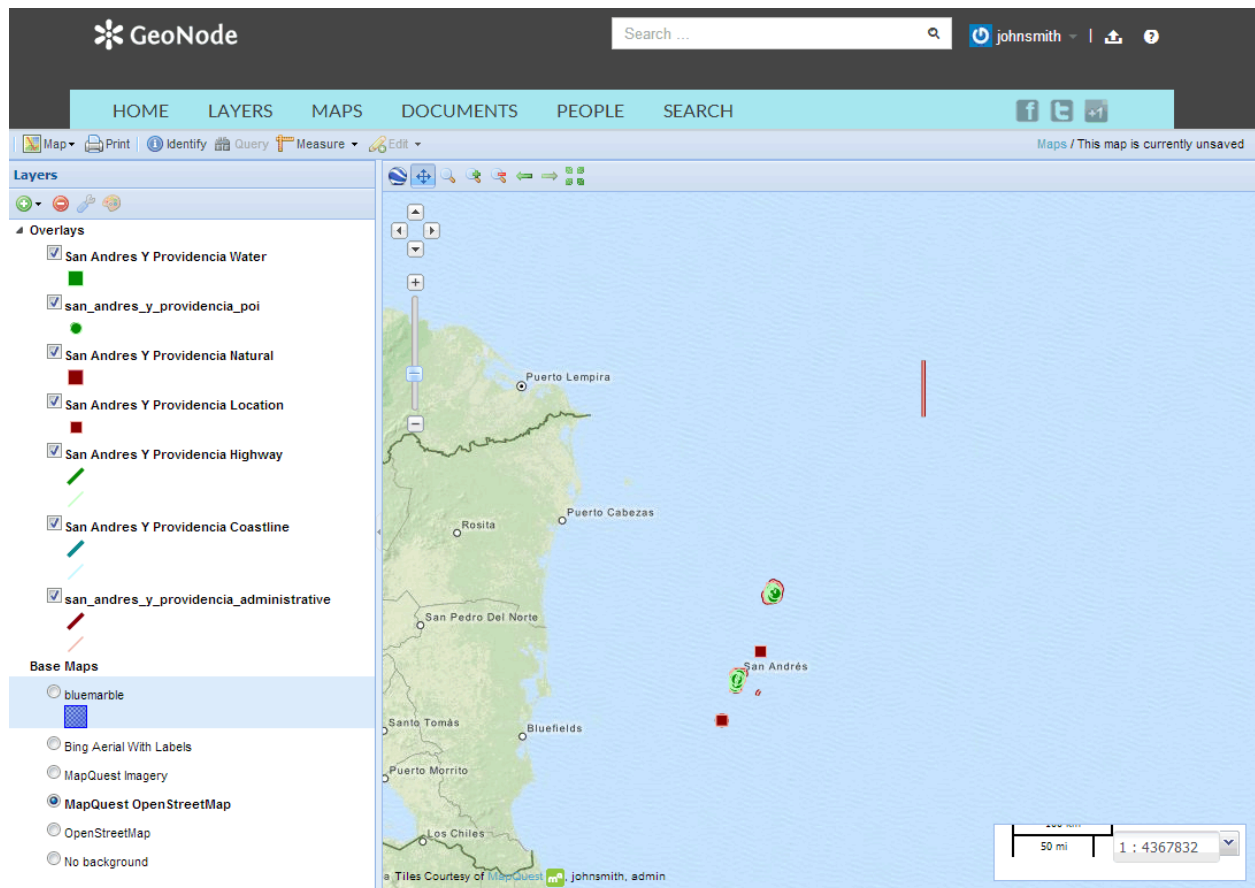 GeoNode
Search ...
johnsmith
HOME LAYERS MAPS DOCUMENTS PEOPLE SEARCH
Map Print Identify Query Measure Edit
Maps / This map is currently unsaved
Layers
Overlays
San Andres Y Providencia Water
san_andres_y_providencia_poi
San Andres Y Providencia Natural
San Andres Y Providencia Location
San Andres Y Providencia Highway
San Andres Y Providencia Coastline
san_andres_y_providencia_administrative
Base Maps
bluemarble
Bing Aerial With Labels
MapQuest Imagery
MapQuest OpenStreetMap
OpenStreetMap
No background
Puerto Lempira
Puerto Cabezas
Rosita
San Pedro Del Norte
San Andrés
Santo Tomás
Bluefields
Puerto Morrito
Los Chiles
50 mi
1 : 4367832
Tiles Courtesy of MapQuest mq, johnsmith, admin